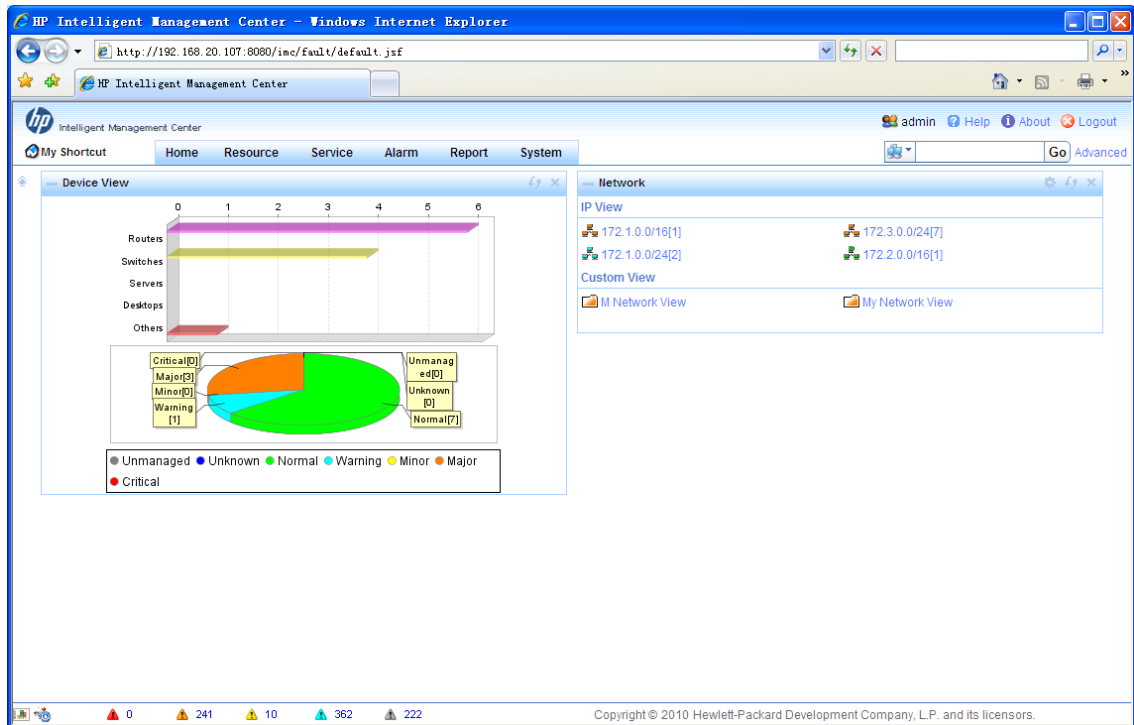 HP Intelligent Management Center - Windows Internet Explorer
http://192.168.20.107:8080/imc/fault/default.jsf
HP Intelligent Management Center
hp Intelligent Management Center
admin Help About Logout
My Shortcut Home Resource Service Alarm Report System Go Advanced
Device View
0 1 2 3 4 5 6
Routers
Switches
Servers
Desktops
Others
Critical[0]
Major[3]
Minor[0]
Warning
[1]
Unmanag
ed[0]
Unknown
[0]
Normal[7]
Unmanaged Unknown Normal Warning Minor Major
Critical
Network
IP View
172.1.0.0/16[1] 172.3.0.0/24[7]
172.1.0.0/24[2] 172.2.0.0/16[1]
Custom View
M Network View My Network View
0 241 10 362 222
Copyright © 2010 Hewlett-Packard Development Company, L.P. and its licensors.